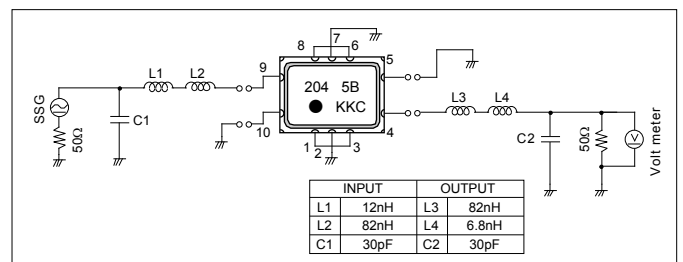 8 7 6
L1 L2 9 5
204 5B
L3 L4
SSG
KKC
C1
50Ω
10 4
C2
50Ω
V
Volt meter
1 2 3
INPUT OUTPUT
L1 12nH L3 82nH
L2 82nH L4 6.8nH
C1 30pF C2 30pF